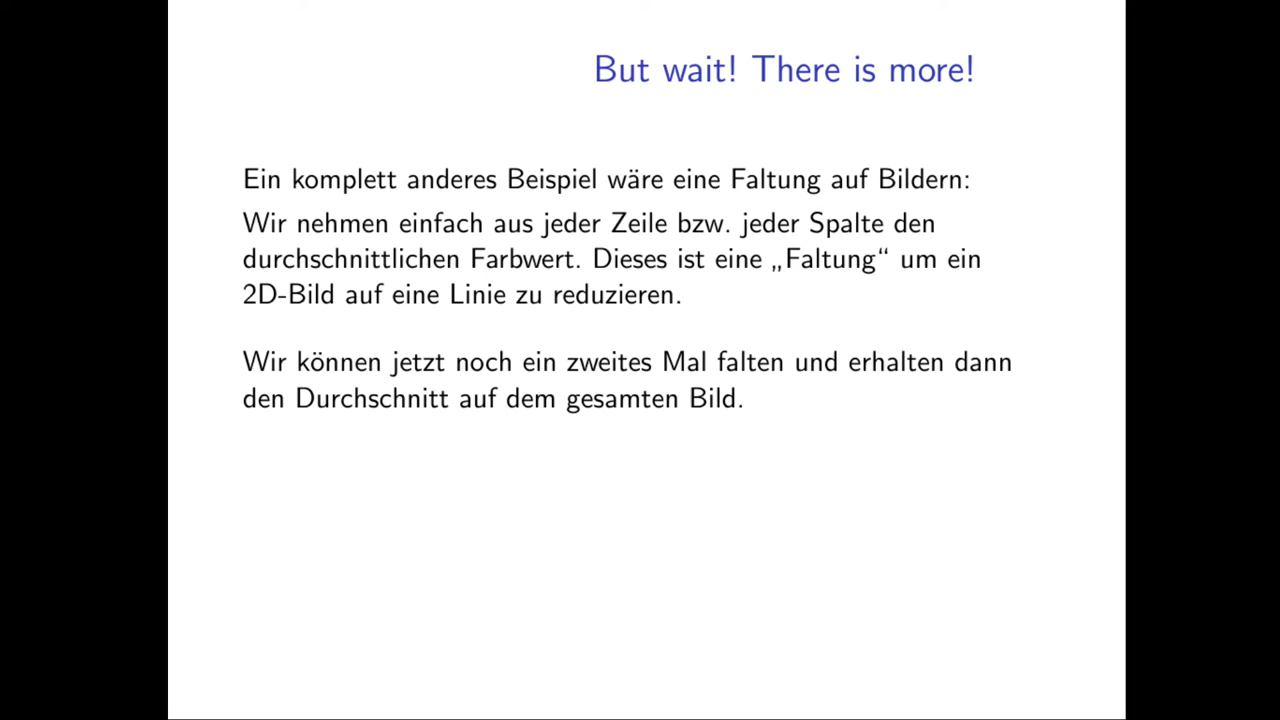 But wait! There is more!
Ein komplett anderes Beispiel wäre eine Faltung auf Bildern:
Wir nehmen einfach aus jeder Zeile bzw. jeder Spalte den
durchschnittlichen Farbwert. Dieses ist eine „Faltung“ um ein
2D-Bild auf eine Linie zu reduzieren.
Wir können jetzt noch ein zweites Mal falten und erhalten dann
den Durchschnitt auf dem gesamten Bild.